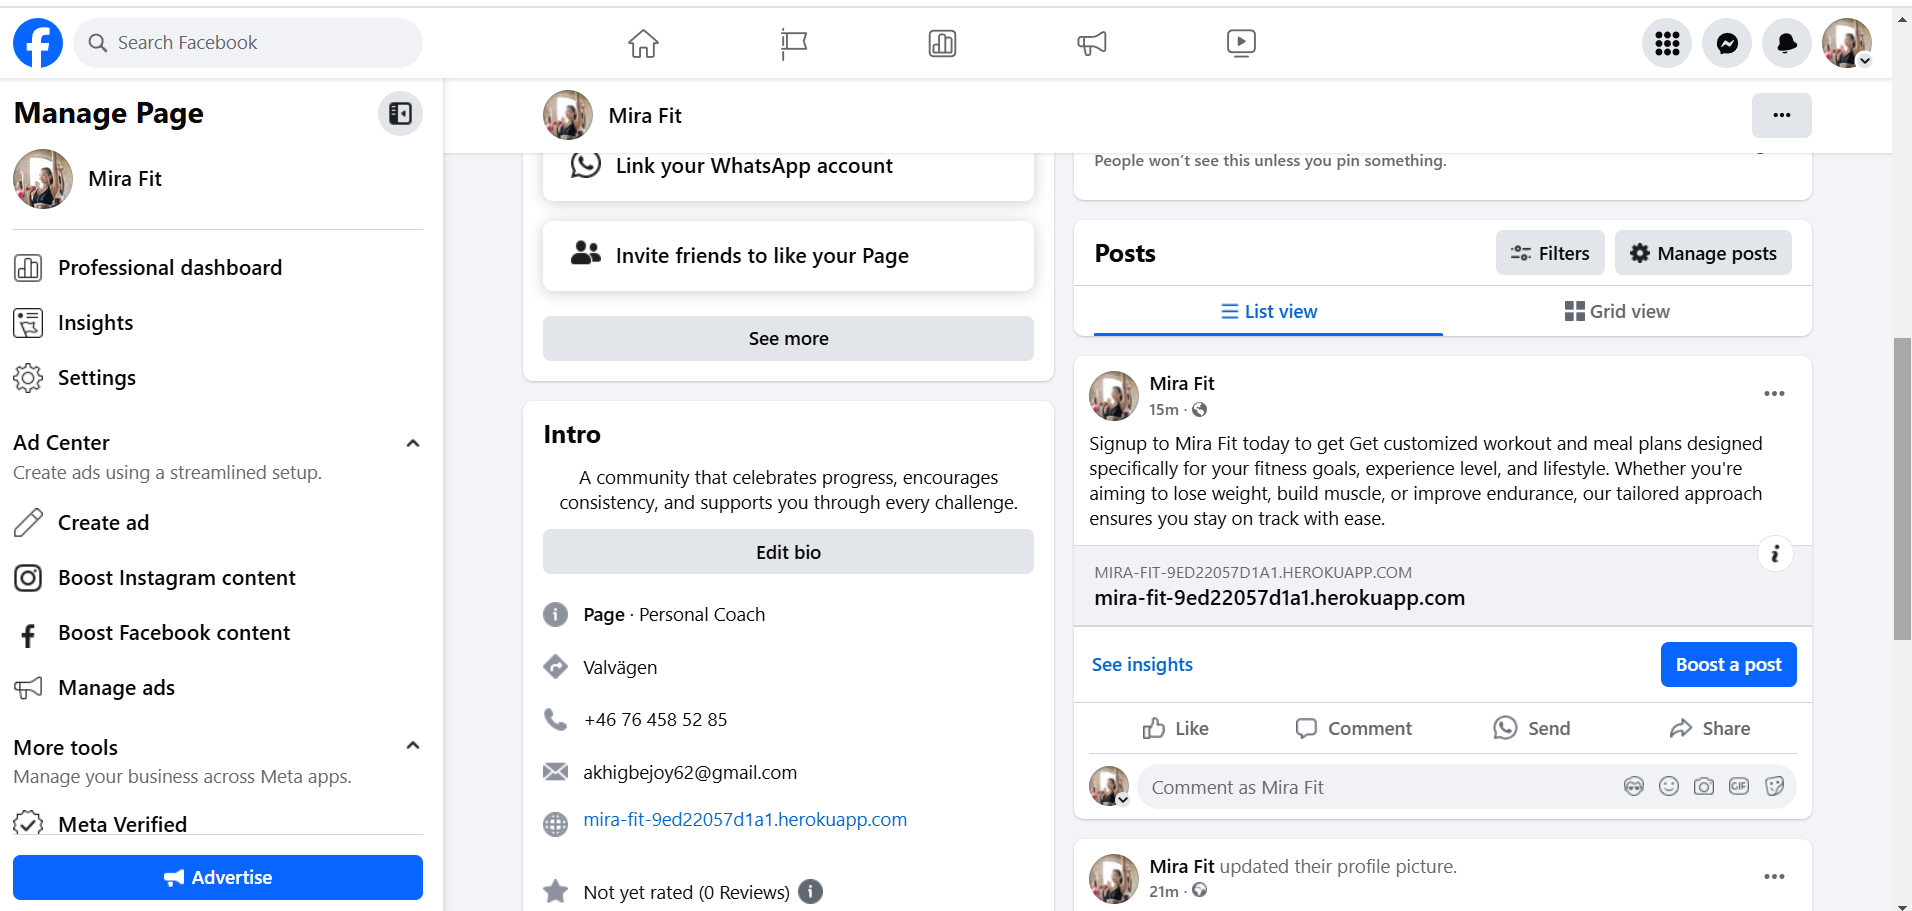 Search Facebook
Manage Page
Mira Fit
Professional dashboard
Insights
Settings
Ad Center
Create ads using a streamlined setup.
Create ad
Boost Instagram content
Boost Facebook content
Manage ads
More tools
Manage your business across Meta apps.
Meta Verified
Advertise
Mira Fit
Link your WhatsApp account
Invite friends to like your Page
See more
Intro
A community that celebrates progress, encourages
consistency, and supports you through every challenge.
Edit bio
Page · Personal Coach
Valvägen
+46 76 458 52 85
akhigbejoy62@gmail.com
mira-fit-9ed22057d1a1.herokuapp.com
Not yet rated (0 Reviews)
People won't see this unless you pin something.
Posts
Filters
Manage posts
List view
Grid view
Mira Fit
15m ·
Signup to Mira Fit today to get Get customized workout and meal plans designed
specifically for your fitness goals, experience level, and lifestyle. Whether you're
aiming to lose weight, build muscle, or improve endurance, our tailored approach
ensures you stay on track with ease.
MIRA-FIT-9ED22057D1A1.HEROKUAPP.COM
mira-fit-9ed22057d1a1.herokuapp.com
See insights
Boost a post
Like
Comment
Send
Share
Comment as Mira Fit
GIF
Mira Fit updated their profile picture.
21m ·